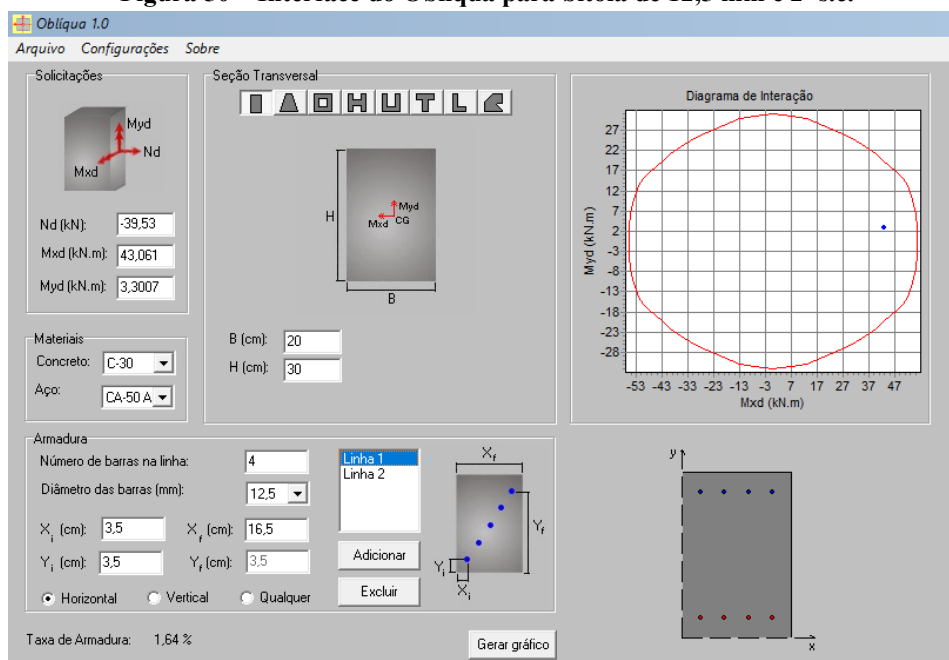 Figura 30 – Interface do Oblíqua para bitola de 12,5 mm e 2ª s.c.
Oblíqua 1.0
Arquivo Configurações Sobre
Solicitações
Myd
Nd
Mxd
Nd (kN): -39,53
Mxd (kN.m): 43,061
Myd (kN.m): 3,3007
Materiais
Concreto: C-30
Aço: CA-50 A
Seção Transversal
H
Myd
Mxd CG
B
B (cm): 20
H (cm): 30
Diagrama de Interação
Myd (kN.m)
27
22
17
12
7
2
-3
-8
-13
-18
-23
-28
-53 -43 -33 -23 -13 -3 7 17 27 37 47
Mxd (kN.m)
Armadura
Número de barras na linha: 4
Diâmetro das barras (mm): 12,5
Xi (cm): 3,5 Xf (cm): 16,5
Yi (cm): 3,5 Yf (cm): 3,5
Horizontal Vertical Qualquer
Linha 1
Linha 2
Adicionar
Excluir
Xf
Yf
Yi
Xi
Taxa de Armadura: 1,64 %
Gerar gráfico
y
x